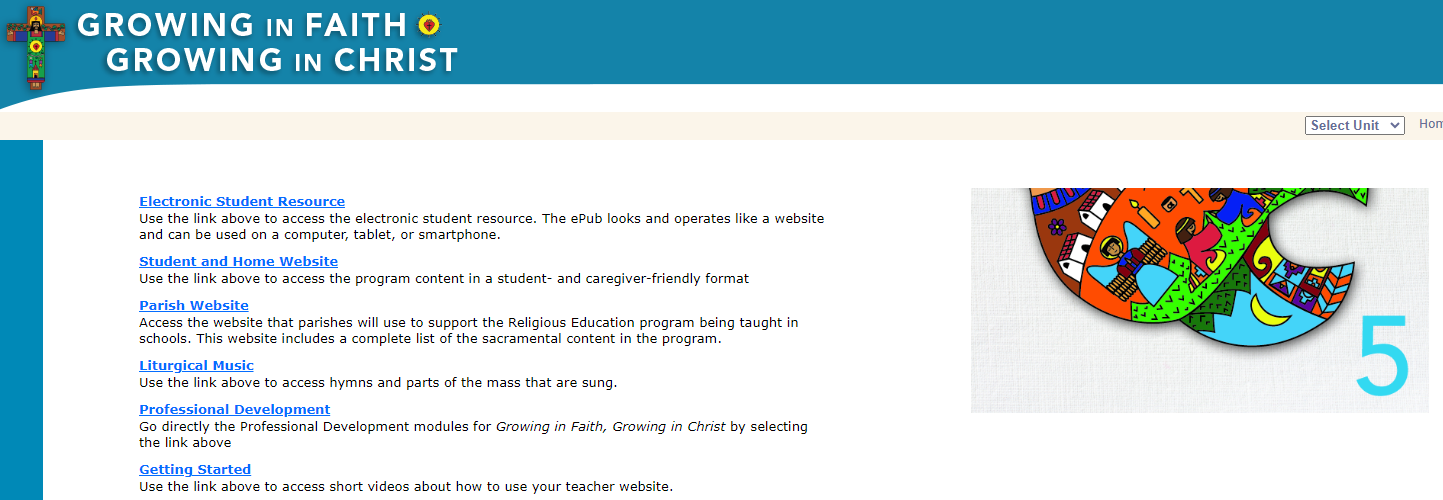 GROWING IN FAITH
GROWING IN CHRIST
Select Unit
Electronic Student Resource
Use the link above to access the electronic student resource. The ePub looks and operates like a website
and can be used on a computer, tablet, or smartphone.
Student and Home Website
Use the link above to access the program content in a student- and caregiver-friendly format
Parish Website
Access the website that parishes will use to support the Religious Education program being taught in
schools. This website includes a complete list of the sacramental content in the program.
Liturgical Music
Use the link above to access hymns and parts of the mass that are sung.
Professional Development
Go directly the Professional Development modules for Growing in Faith, Growing in Christ by selecting
the link above
Getting Started
Use the link above to access short videos about how to use your teacher website.
5